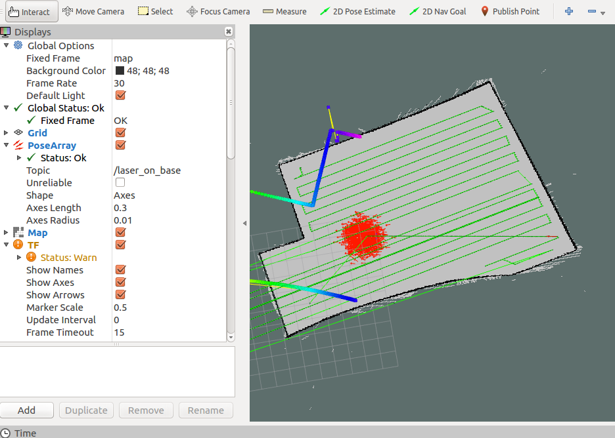 Interact Move Camera Select Focus Camera Measure 2D Pose Estimate 2D Nav Goal Publish Point
Displays
Global Options
Fixed Frame map
Background Color 48; 48; 48
Frame Rate 30
Default Light
Global Status: Ok
Fixed Frame OK
Grid
PoseArray
Status: Ok
Topic /laser_on_base
Unreliable
Shape Axes
Axes Length 0.3
Axes Radius 0.01
Map
TF
Status: Warn
Show Names
Show Axes
Show Arrows
Marker Scale 0.5
Update Interval 0
Frame Timeout 15
Add Duplicate Remove Rename
Time